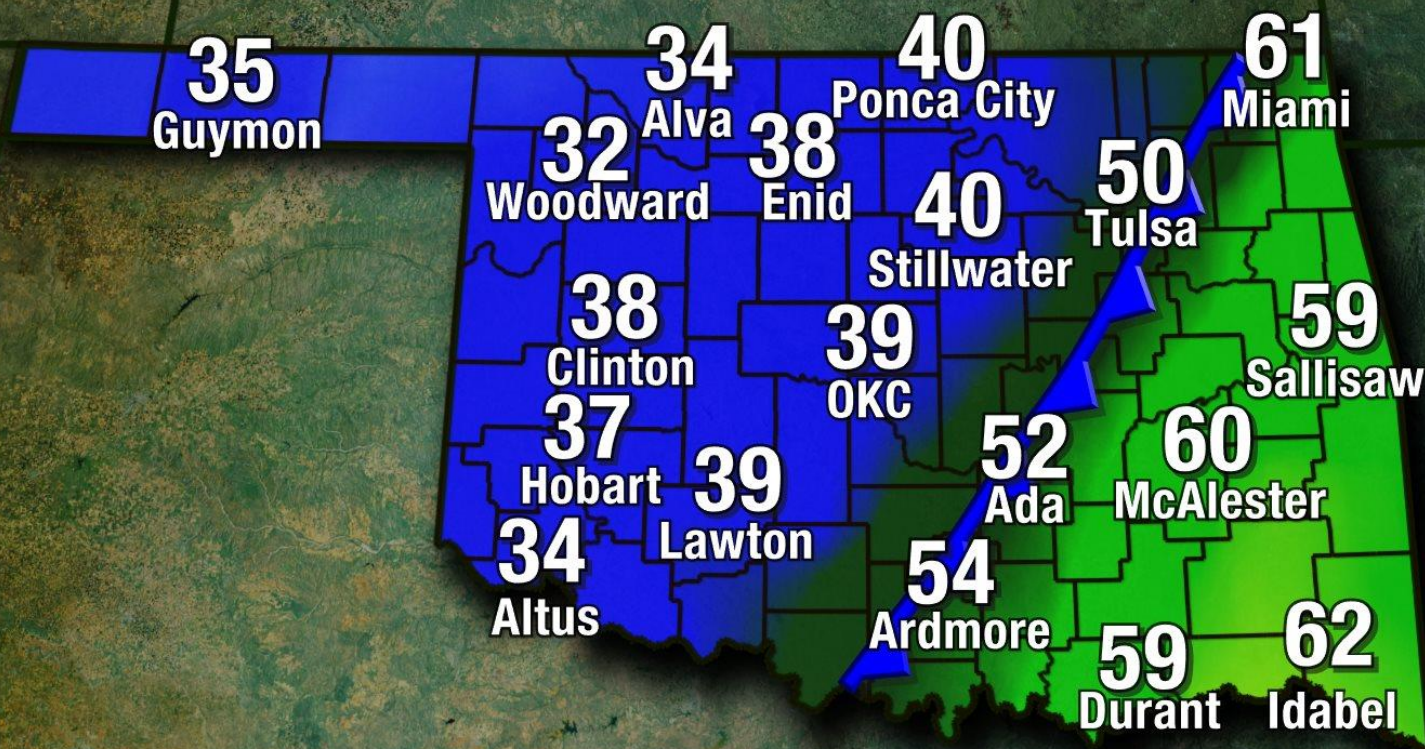 35
Guymon
34
Alva
40
Ponca City
61
Miami
32
Woodward
38
Enid
50
Tulsa
40
Stillwater
38
Clinton
39
OKC
59
Sallisaw
37
Hobart
39
Lawton
52
Ada
60
McAlester
34
Altus
54
Ardmore
59
Durant
62
Idabel